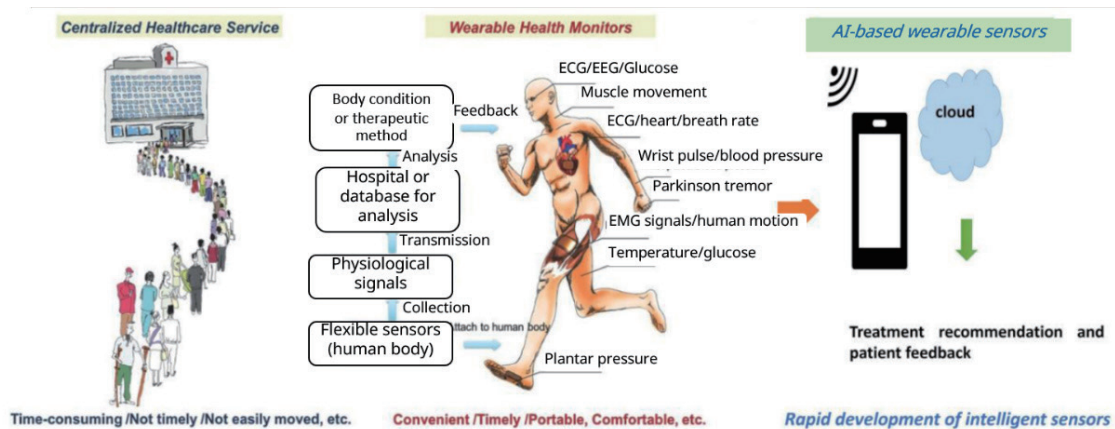 Centralized Healthcare Service
Wearable Health Monitors
AI-based wearable sensors
Body condition
or therapeutic
method
Feedback
Analysis
Hospital or
database for
analysis
Transmission
Physiological
signals
Collection
Flexible sensors
(human body)
ttach to human body
ECG/EEG/Glucose
Muscle movement
ECG/heart/breath rate
Wrist pulse/blood pressure
Parkinson tremor
EMG signals/human motion
Temperature/glucose
Plantar pressure
cloud
Treatment recommendation and
patient feedback
Time-consuming /Not timely /Not easily moved, etc.
Convenient /Timely /Portable, Comfortable, etc.
Rapid development of intelligent sensors